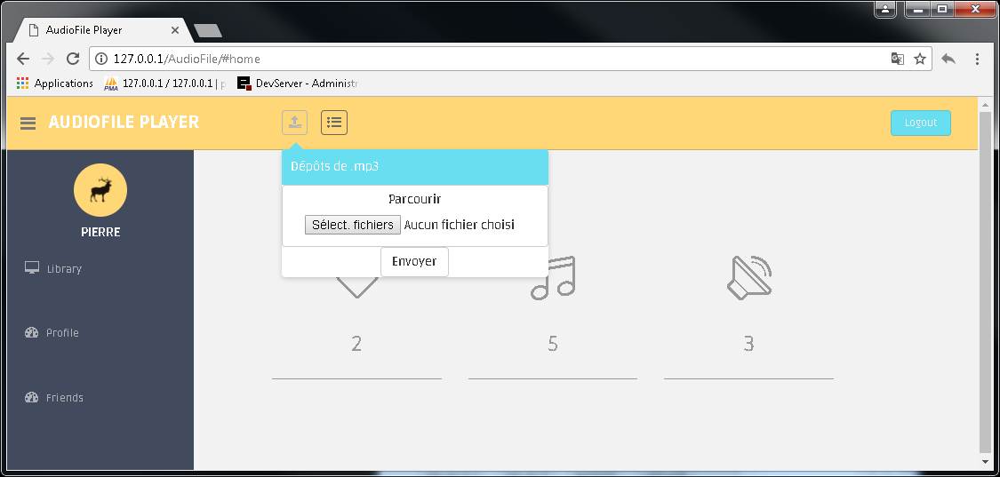 AudioFile Player
127.0.0.1/AudioFile/#home
Applications
127.0.0.1 / 127.0.0.1 | p
DevServer - Administr
AUDIOFILE PLAYER
Logout
Dépôts de .mp3
Parcourir
Sélect. fichiers Aucun fichier choisi
Envoyer
PIERRE
Library
Profile
Friends
2
5
3